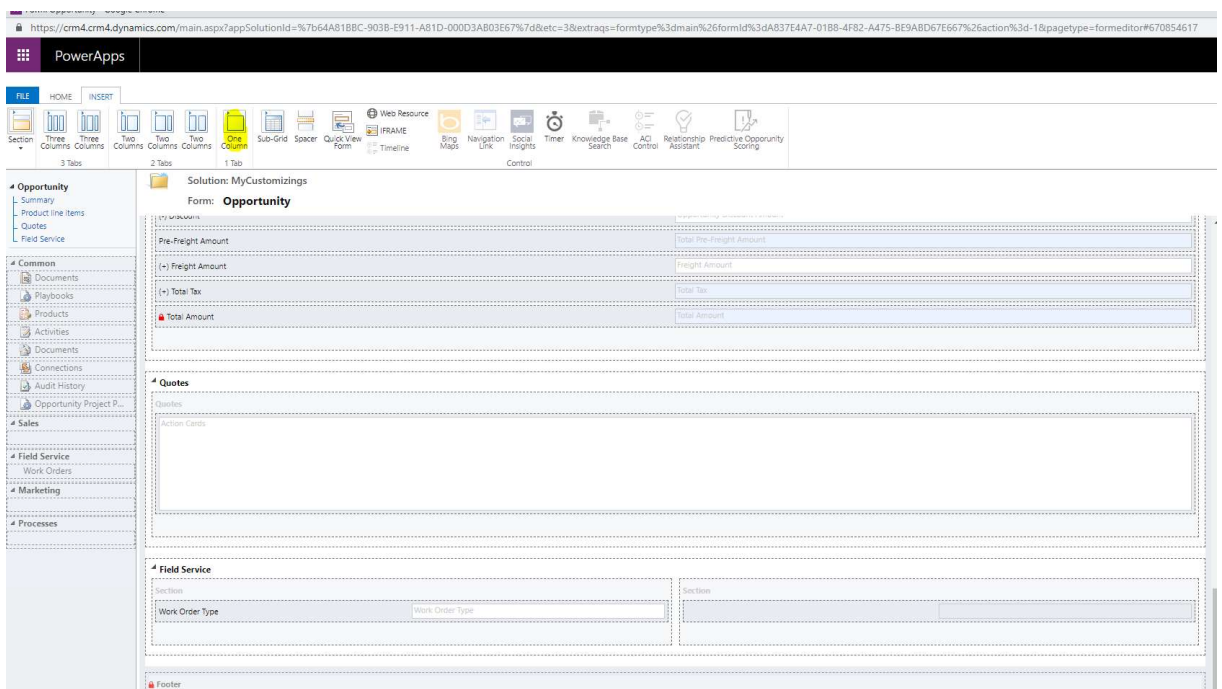 https://crm4.crm4.dynamics.com/main.aspx?appSolutionId=%7b64A81BBC-903B-E911-A81D-000D3AB03E67%7d&etc=3&extraqs=formtype%3dmain%26formId%3dA837E4A7-01B8-4F82-A475-BE9ABD67E667%26action%3d-1&pagetype=formeditor#670854617
PowerApps
FILE HOME INSERT
Section
Three Columns
Three Columns
Two Columns
Two Columns
Two Columns
One Column
Sub-Grid
Spacer
Quick View Form
Web Resource
IFRAME
Timeline
Bing Maps
Navigation Link
Social Insights
Timer
Knowledge Base Search
ACI Control
Relationship Assistant
Predictive Opporunity Scoring
3 Tabs 2 Tabs 1 Tab Control
Opportunity
Summary
Product line items
Quotes
Field Service
Common
Documents
Playbooks
Products
Activities
Documents
Connections
Audit History
Opportunity Project P...
Sales
Field Service
Work Orders
Marketing
Processes
Solution: MyCustomizings
Form: Opportunity
(-) Discount
Pre-Freight Amount Total Pre-Freight Amount
(+) Freight Amount Freight Amount
(+) Total Tax Total Tax
Total Amount Total Amount
Quotes
Quotes
Action Cards
Field Service
Section Section
Work Order Type Work Order Type
Footer